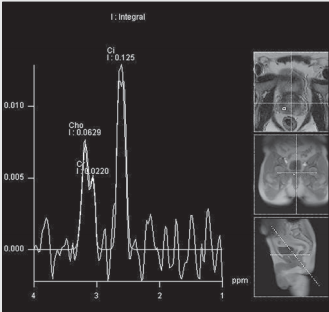 I : Integral
Ci
I : 0.125
0.010
Cho
I : 0.0629
I : 0.0220
0.005
0.000
ppm
4 3 2 1